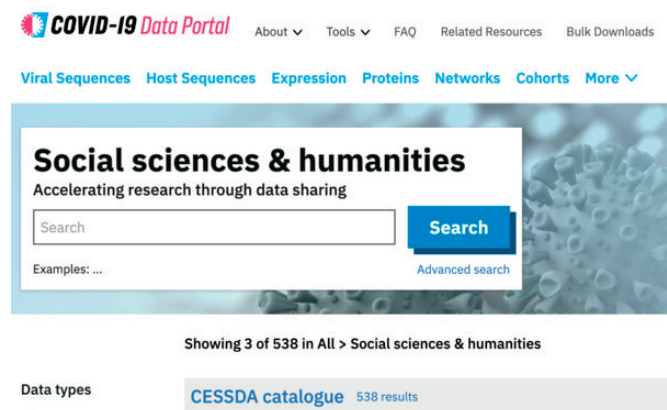 COVID-19 Data Portal About Tools FAQ Related Resources Bulk Downloads
Viral Sequences Host Sequences Expression Proteins Networks Cohorts More
Social sciences & humanities
Accelerating research through data sharing
Search Search
Examples: ... Advanced search
Showing 3 of 538 in All > Social sciences & humanities
Data types CESSDA catalogue 538 results